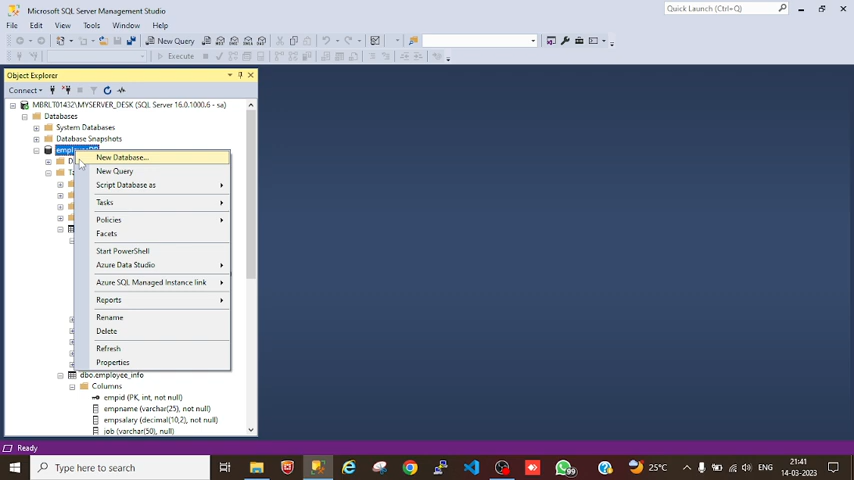 Microsoft SQL Server Management Studio
Quick Launch (Ctrl+Q)
File Edit View Tools Window Help
New Query
Execute
Object Explorer
Connect
MBRLT01432\MYSERVER_DESK (SQL Server 16.0.1000.6 - sa)
Databases
System Databases
Database Snapshots
New Database...
New Query
Script Database as
Tasks
Policies
Facets
Start PowerShell
Azure Data Studio
Azure SQL Managed Instance link
Reports
Rename
Delete
Refresh
Properties
dbo.employee_info
Columns
empid (PK, int, not null)
empname (varchar(25), not null)
empsalary (decimal(10,2), not null)
job (varchar(50), null)
Ready
Type here to search
99
25°C
ENG
21:41
14-03-2023